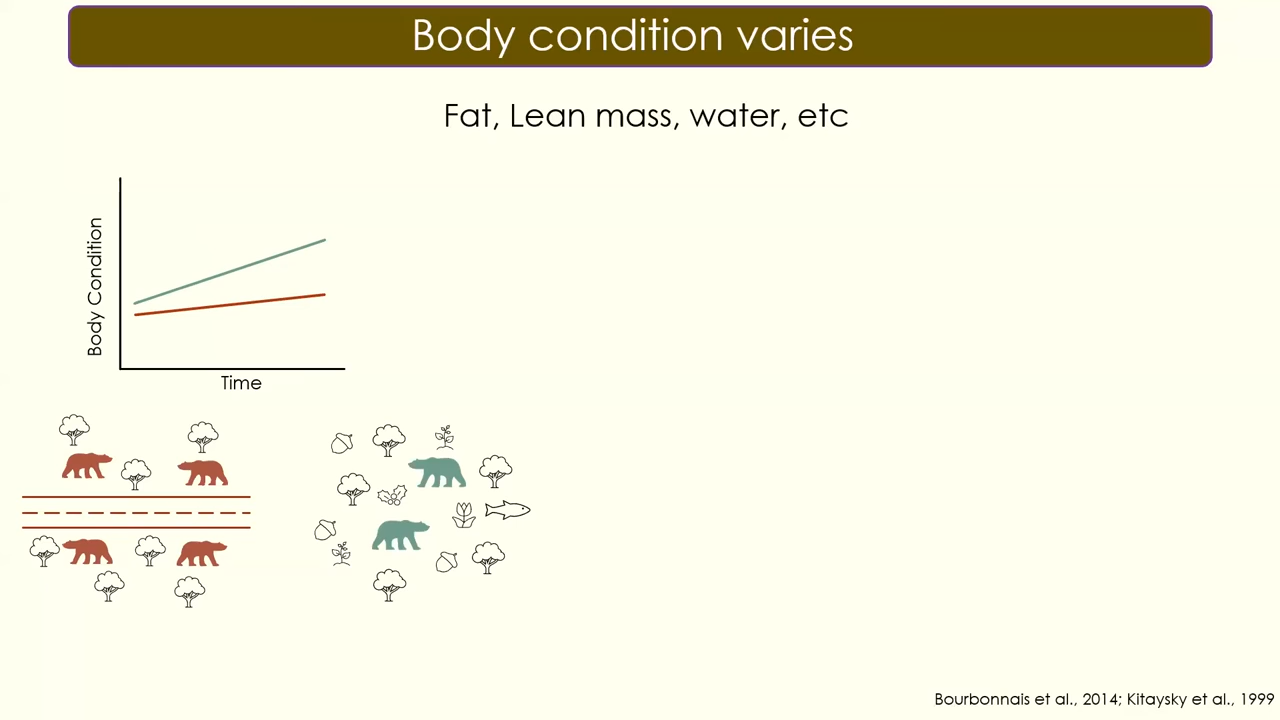 Body condition varies
Fat, Lean mass, water, etc
Body Condition
Time
Bourbonnais et al., 2014; Kitaysky et al., 1999